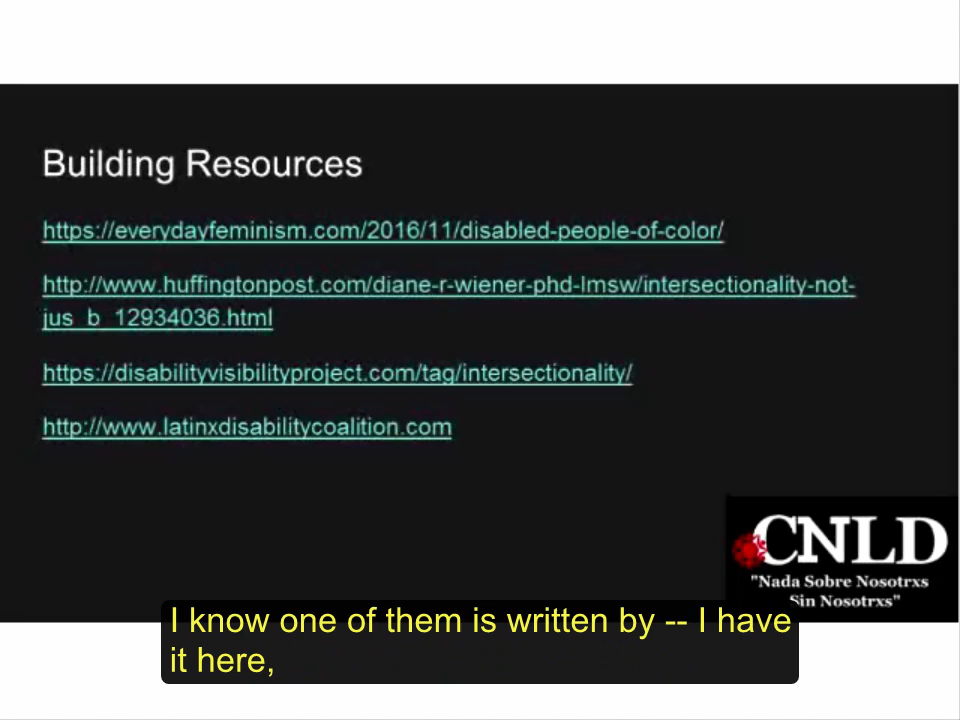 Building Resources
https://everydayfeminism.com/2016/11/disabled-people-of-color/
http://www.huffingtonpost.com/diane-r-wiener-phd-lmsw/intersectionality-not-
jus_b_12934036.html
https://disabilityvisibilityproject.com/tag/intersectionality/
http://www.latinxdisabilitycoalition.com
CNLD
"Nada Sobre Nosotrxs
Sin Nosotrxs"
I know one of them is written by -- I have
it here,